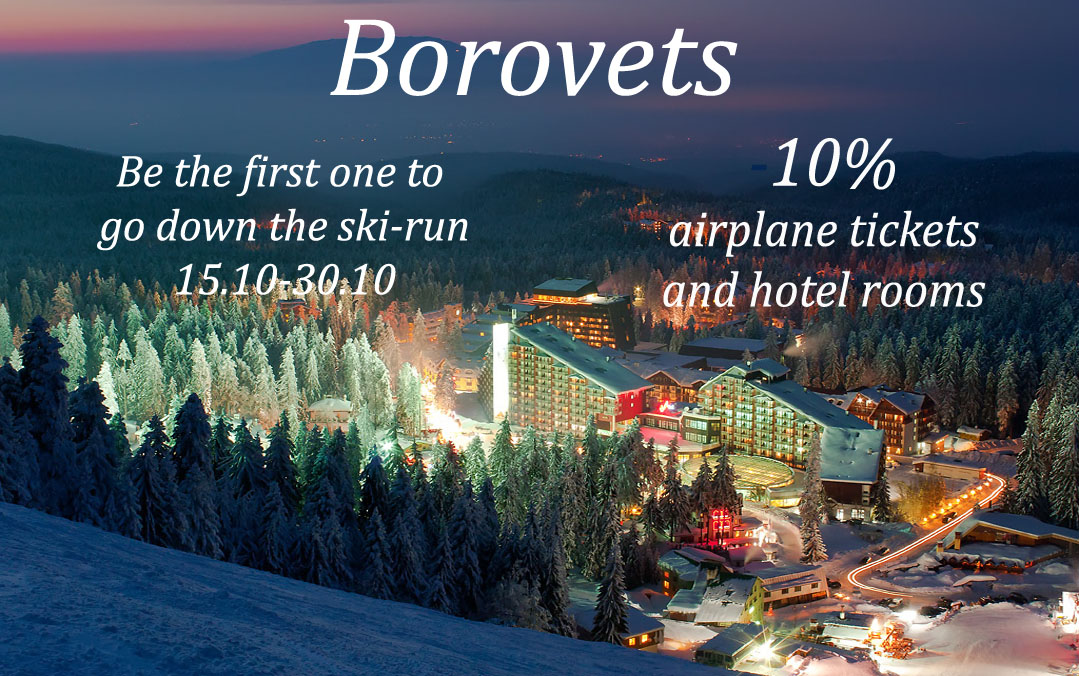 Borovets
Be the first one to
go down the ski-run
15.10-30.10
-10%
airplane tickets
and hotel rooms